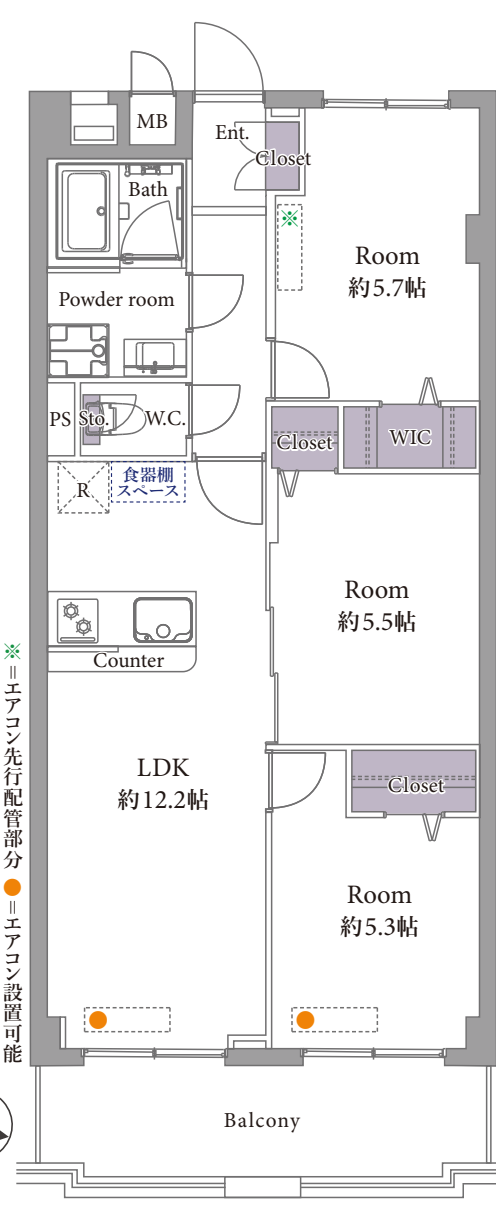 MB
Ent.
Closet
Bath
※
Room
約5.7帖
Powder room
PS
Sto.
W.C.
Closet
WIC
R
食器棚
スペース
Room
約5.5帖
Counter
LDK
約12.2帖
Closet
Room
約5.3帖
※=エアコン先行配管部分 ●=エアコン設置可能
Balcony